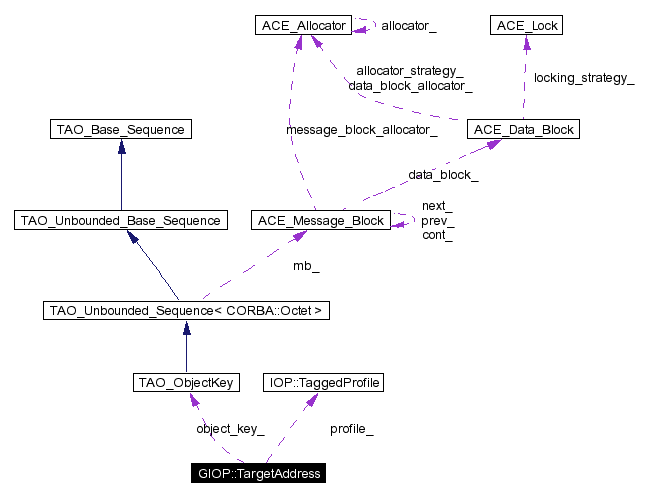 ACE_Allocator
allocator_
ACE_Lock
allocator_strategy_
data_block_allocator_
locking_strategy_
TAO_Base_Sequence
message_block_allocator_
ACE_Data_Block
data_block_
TAO_Unbounded_Base_Sequence
ACE_Message_Block
next_
prev_
cont_
mb_
TAO_Unbounded_Sequence< CORBA::Octet >
TAO_ObjectKey
IOP::TaggedProfile
object_key_
profile_
GIOP::TargetAddress